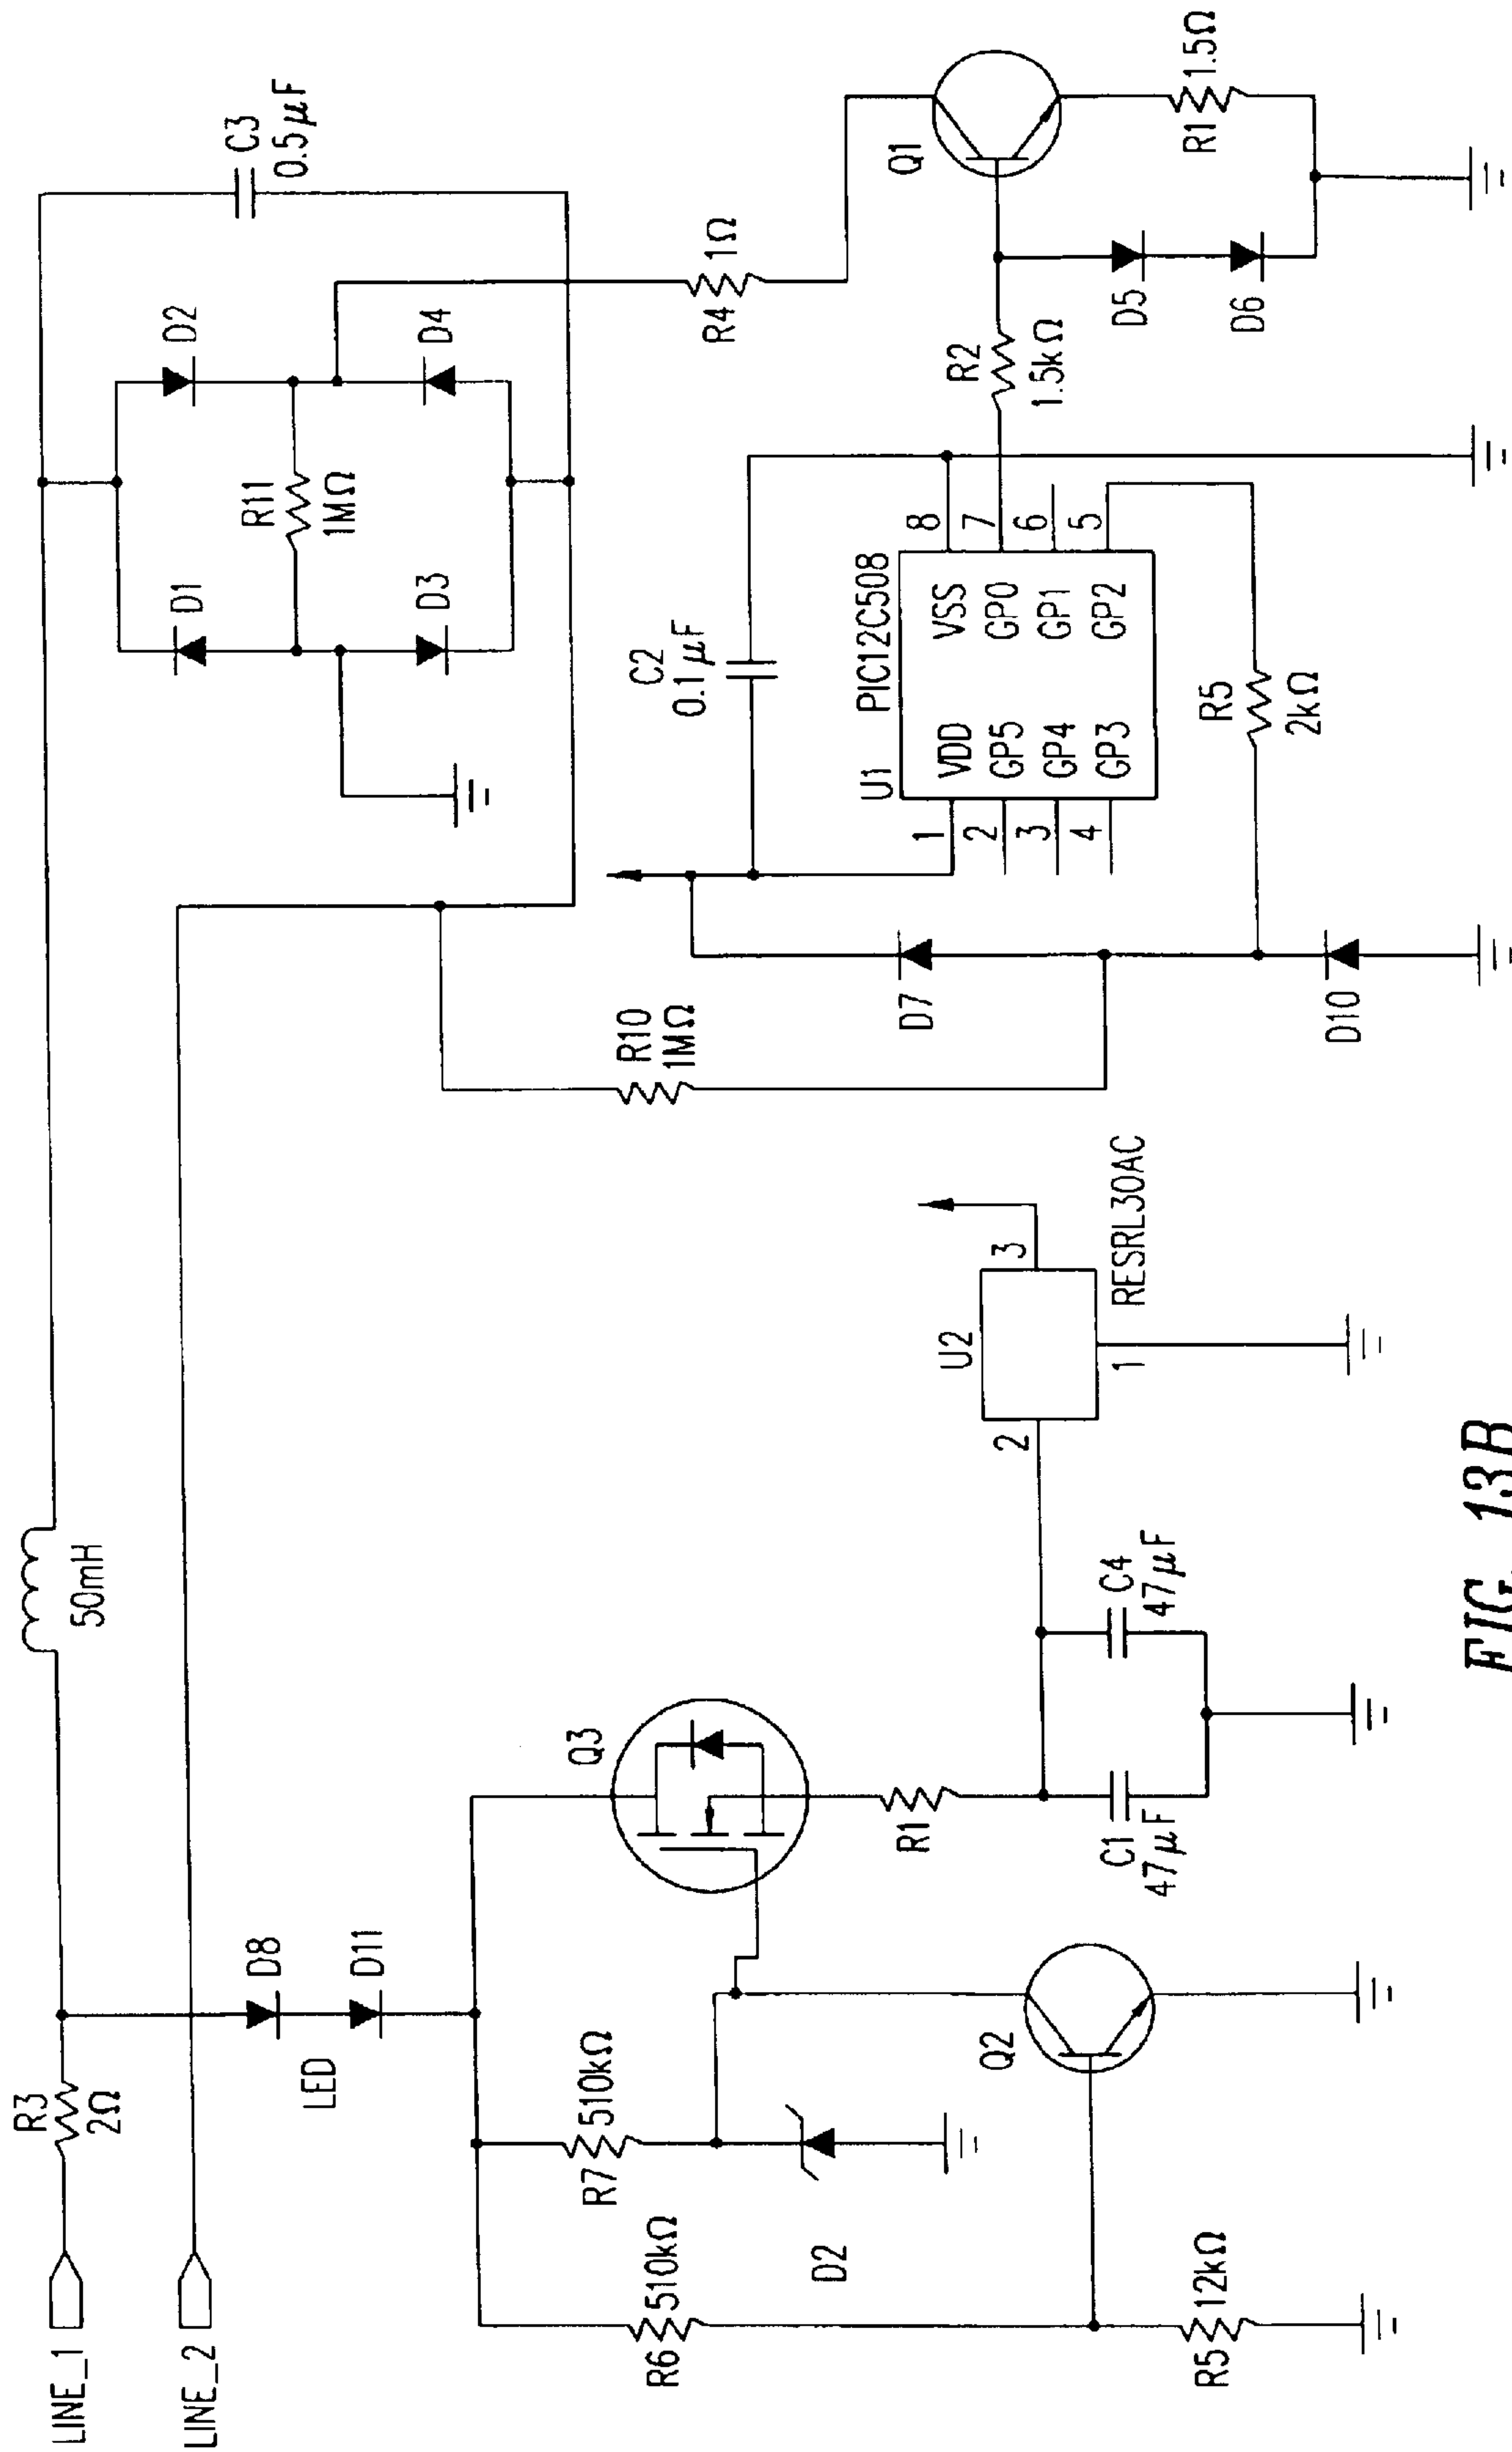 LINE_1
LINE_2
R3
2Ω
50mH
C3
0.5µF
D1
D2
R11
1MΩ
D3
D4
LED
D8
D11
R6 510kΩ
R7 510kΩ
D2
R5 12kΩ
Q2
Q3
R1
C1
47µF
C4
47µF
U2
2
3
1
RESRL30AC
R10
1MΩ
D7
D10
C2
0.1µF
U1
PIC12C508
VDD
GP5
GP4
GP3
VSS
GP0
GP1
GP2
1
2
3
4
8
7
6
5
R5
2kΩ
R2
1.5kΩ
R4 1Ω
Q1
D5
D6
R1 1.5Ω
FIG. 13B